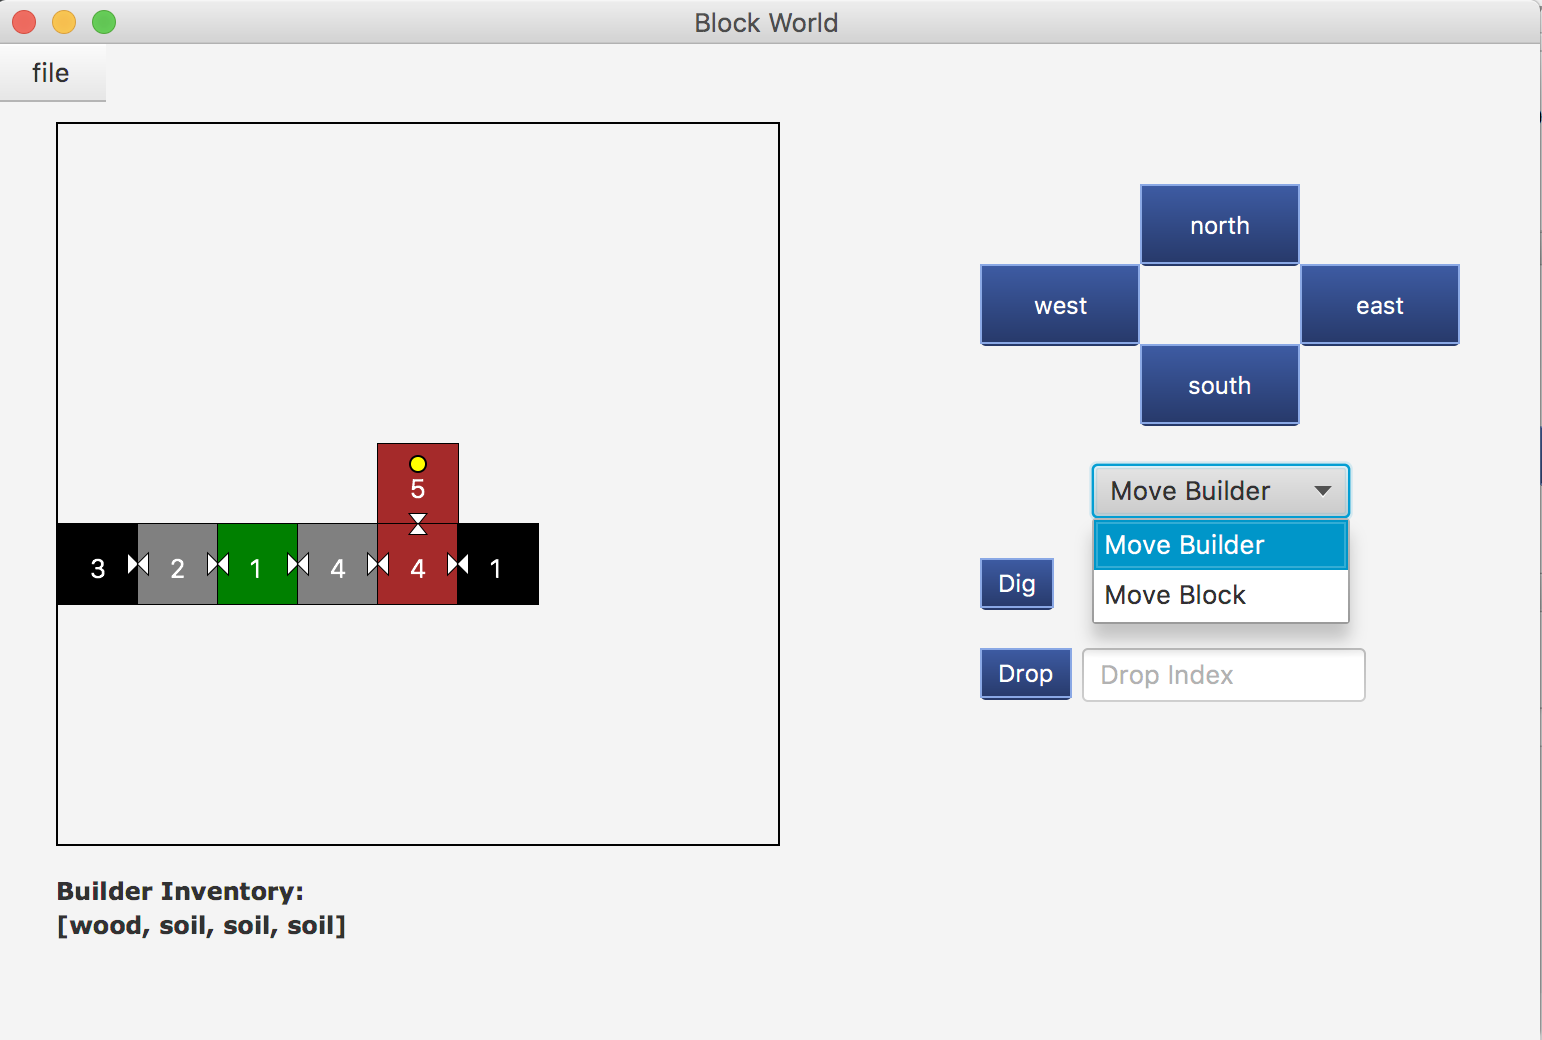 Block World
file
north
west
east
south
5
3 2 1 4 4 1
Move Builder
Move Builder
Move Block
Dig
Drop
Drop Index
Builder Inventory:
[wood, soil, soil, soil]